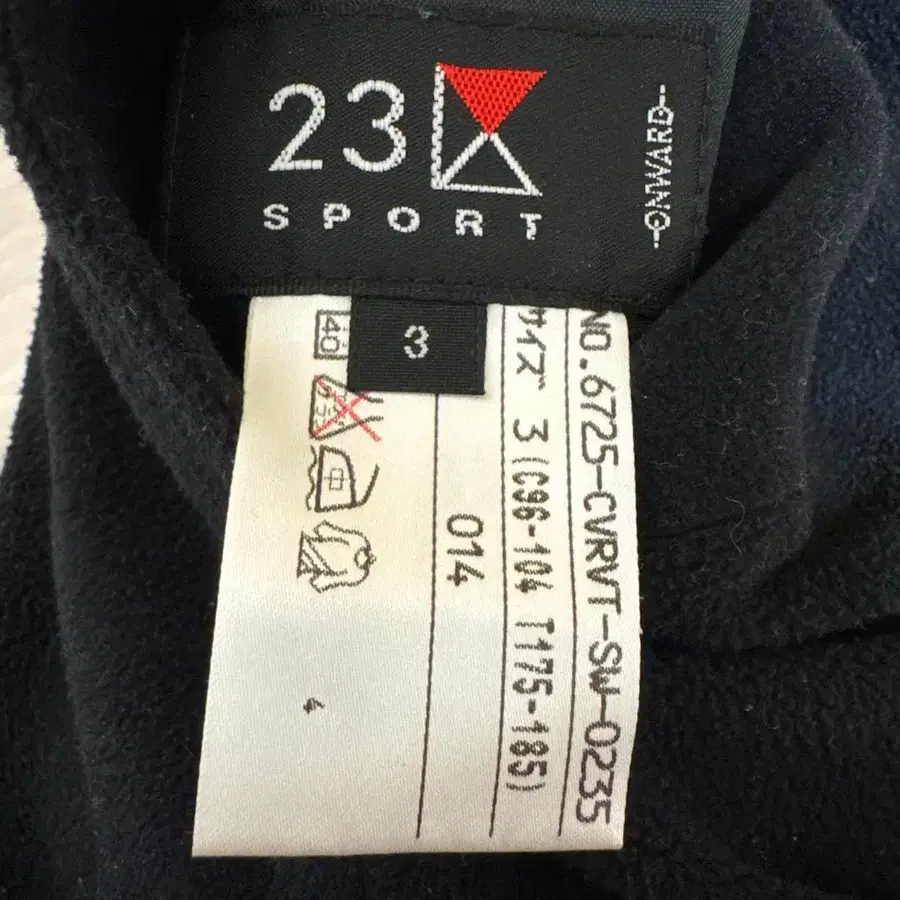 23
SPORT
ONWARD
3
NO.6725-CVRVT-SW-0235
サイズ 3(C96-104 T175-185)
014
40